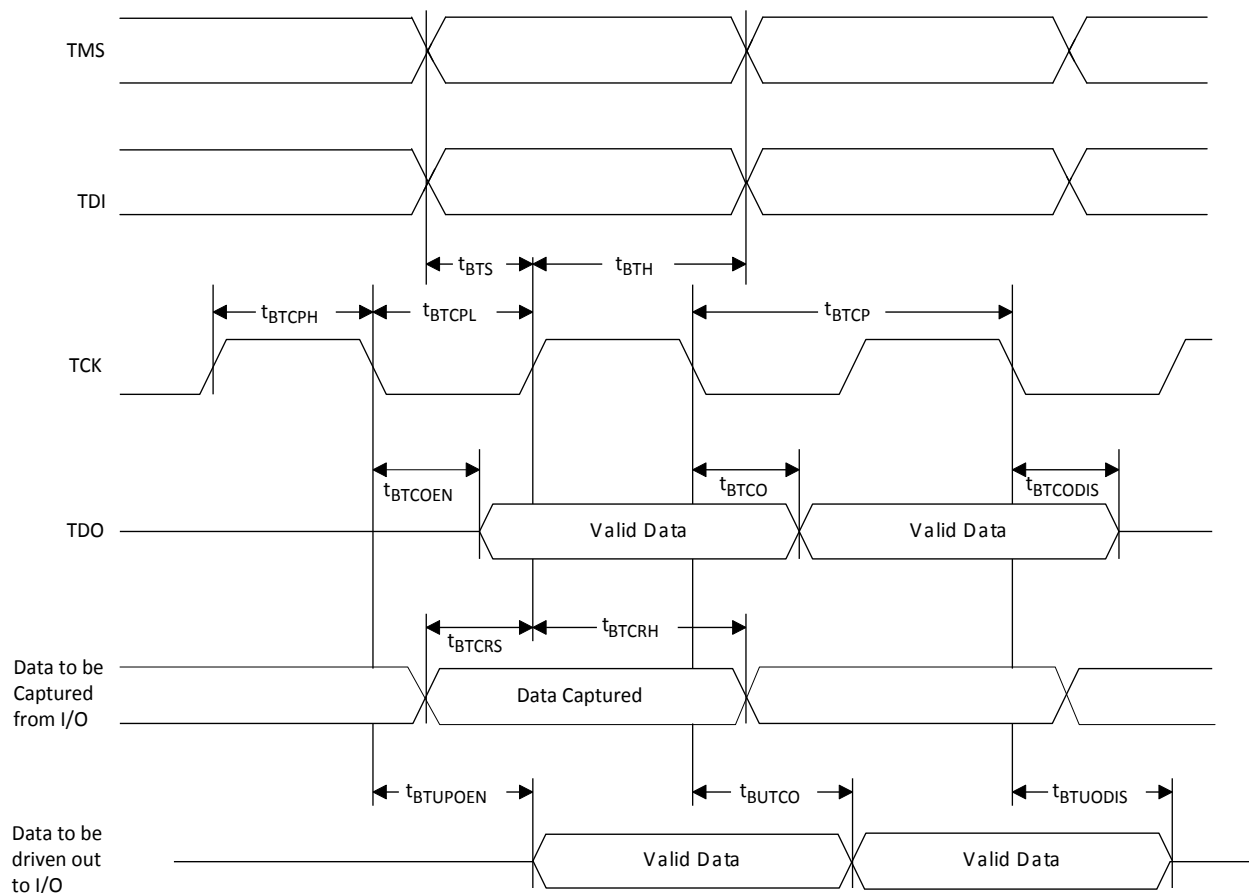 TMS
TDI
tBTS
tBTH
tBTCPH
tBTCPL
tBTCP
TCK
tBTCOEN
tBTCO
tBTCODIS
TDO
Valid Data
Valid Data
tBTCRS
tBTCRH
Data to be
Captured
from I/O
Data Captured
tBTUPOEN
tBUTCO
tBTUODIS
Data to be
driven out
to I/O
Valid Data
Valid Data